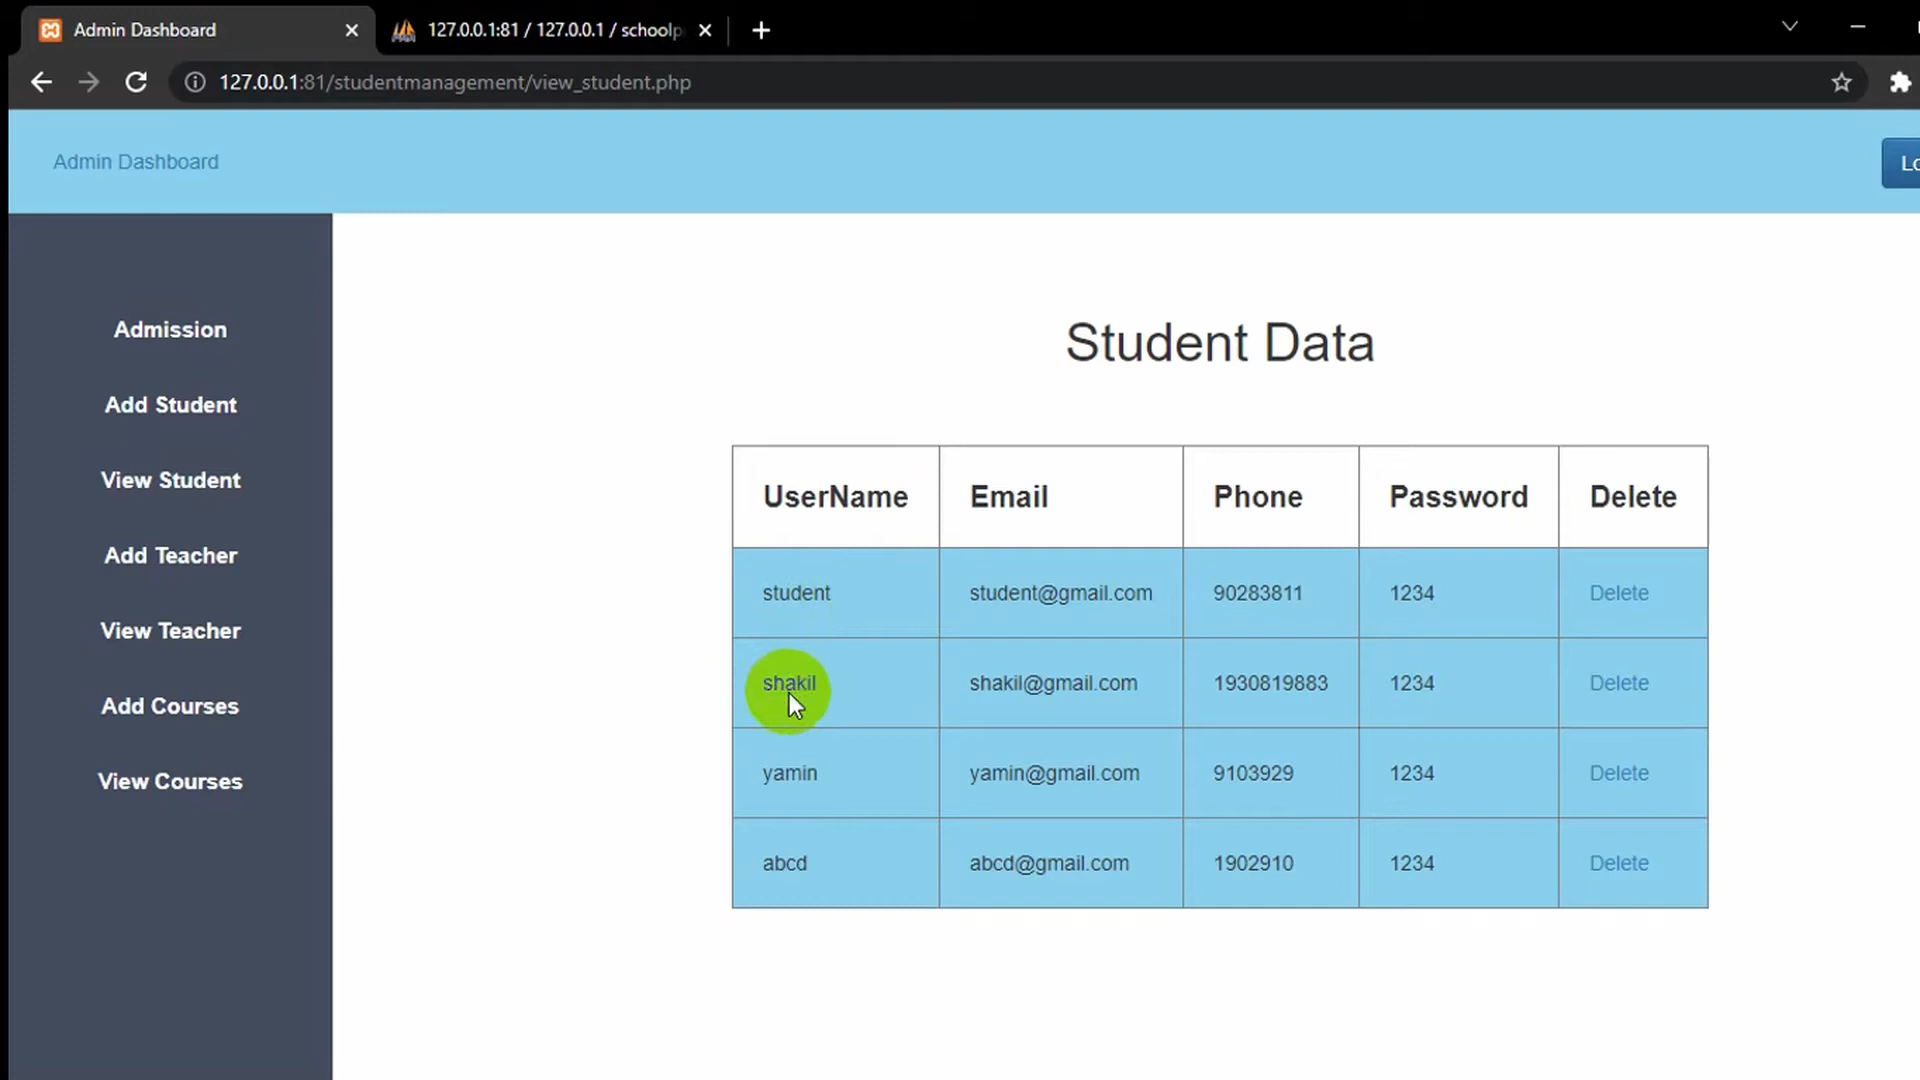 Admin Dashboard
127.0.0.1:81 / 127.0.0.1 / schoolp
127.0.0.1:81/studentmanagement/view_student.php
Admin Dashboard
Lo
Admission
Add Student
View Student
Add Teacher
View Teacher
Add Courses
View Courses
Student Data
UserName Email Phone Password Delete
student student@gmail.com 90283811 1234 Delete
shakil shakil@gmail.com 1930819883 1234 Delete
yamin yamin@gmail.com 9103929 1234 Delete
abcd abcd@gmail.com 1902910 1234 Delete